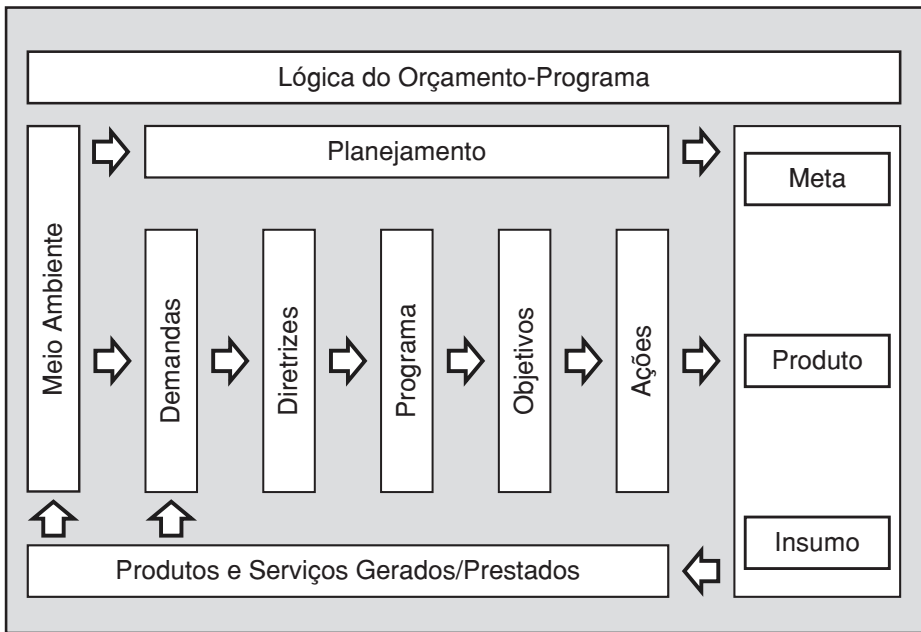 Lógica do Orçamento-Programa
Meio Ambiente
Planejamento
Demandas
Diretrizes
Programa
Objetivos
Ações
Meta
Produto
Insumo
Produtos e Serviços Gerados/Prestados